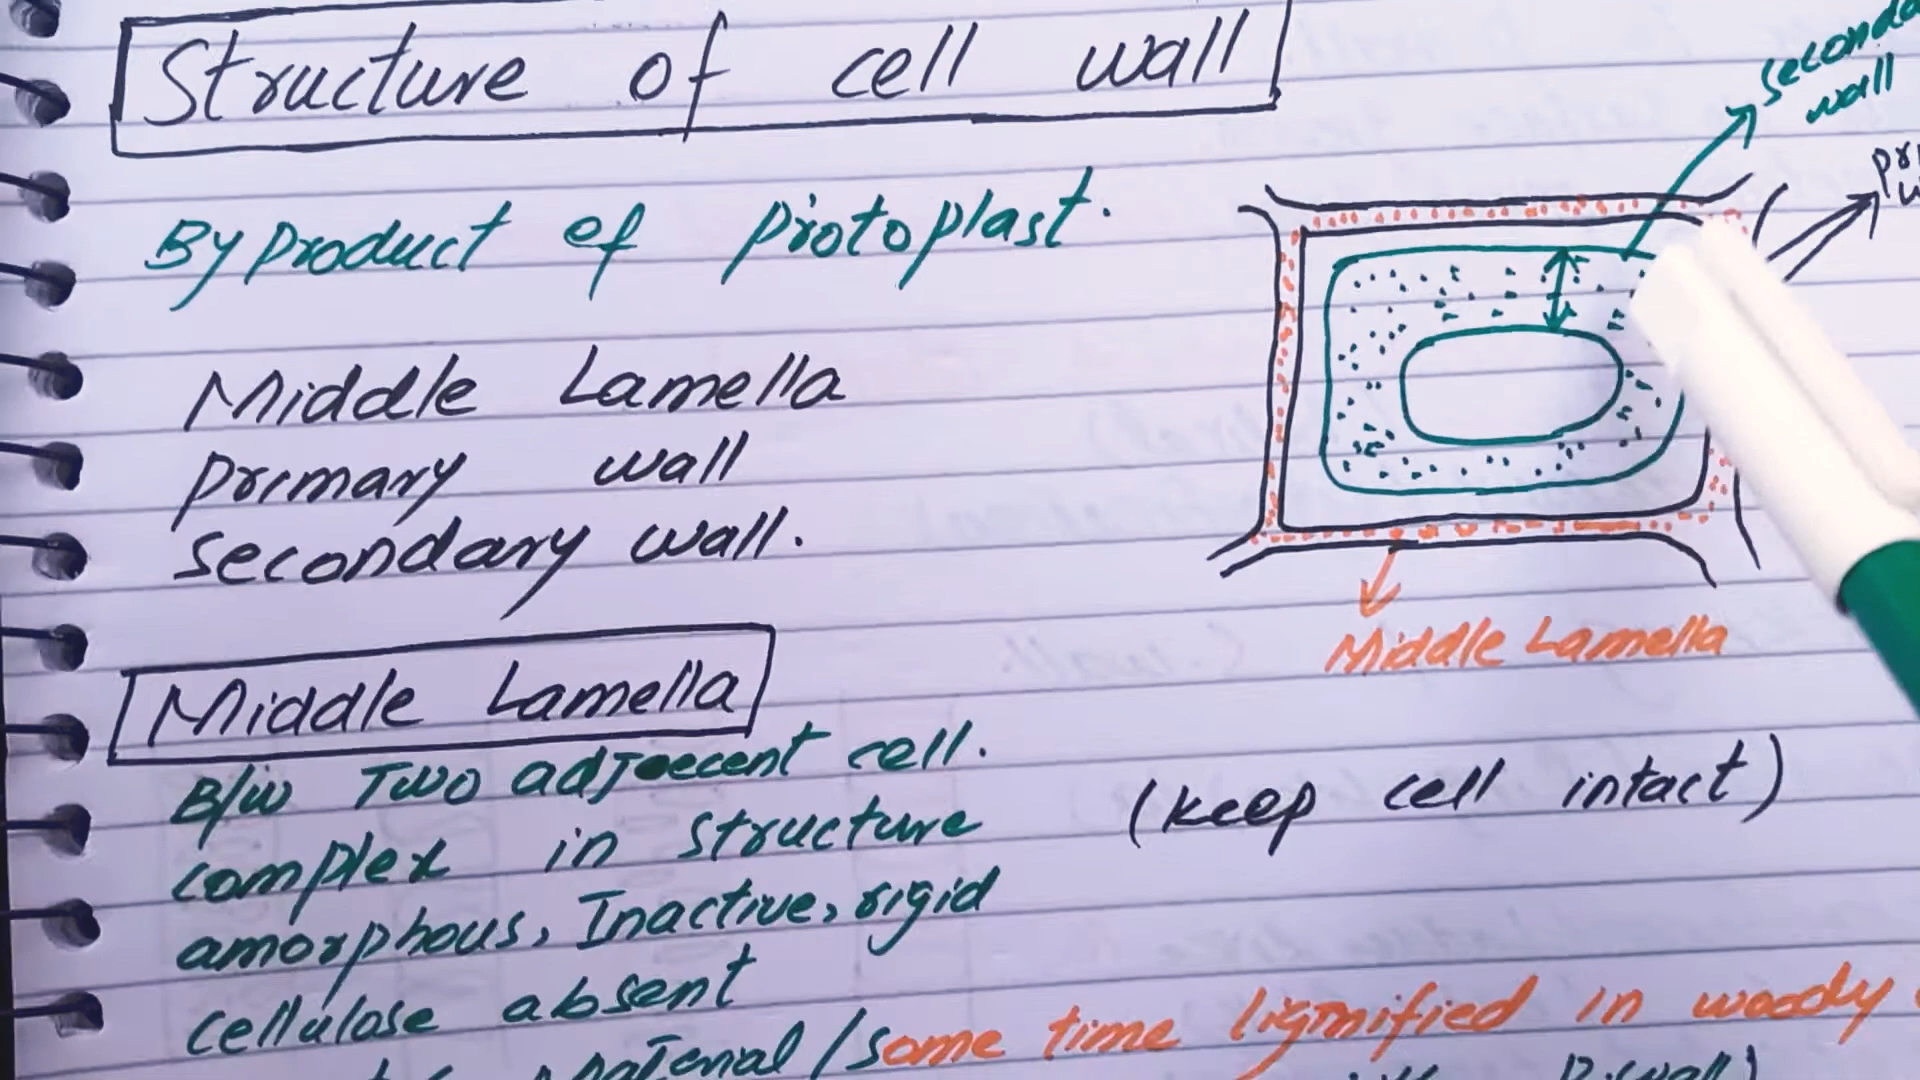 Structure of cell wall
By product of protoplast.
Middle Lamella
primary wall
secondary wall.
wall
Middle Lamella
Middle Lamella
B/w Two adjecent cell.
(keep cell intact)
complex in structure
amorphous, Inactive, rigid
cellulose absent
material / some time lignified in woody